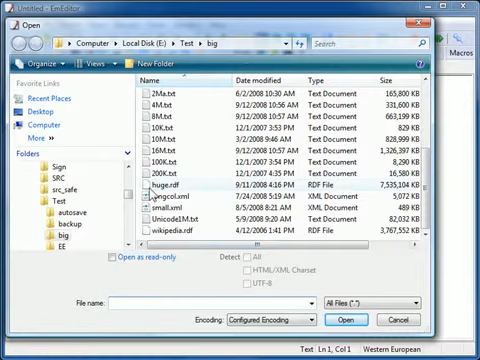 Untitled - EmEditor
Open
Computer Local Disk (E:) Test big
Search
Organize Views New Folder
Macros
Favorite Links
Recent Places
Desktop
Computer
More »
Folders
Sign
SRC
src_safe
Test
autosave
backup
big
EE
Name Date modified Type Size
2Ma.txt 6/2/2008 10:30 AM Text Document 165,800 KB
4M.txt 9/12/2008 10:56 AM Text Document 331,600 KB
8M.txt 9/12/2008 10:57 AM Text Document 663,199 KB
10K.txt 12/1/2007 3:53 PM Text Document 829 KB
10M.txt 3/2/2008 9:46 AM Text Document 828,999 KB
16M.txt 9/12/2008 10:57 AM Text Document 1,326,397 KB
100K.txt 12/1/2007 3:54 PM Text Document 8,290 KB
200K.txt 12/1/2007 3:54 PM Text Document 16,580 KB
huge.rdf 9/11/2008 4:16 PM RDF File 7,535,104 KB
longcol.xml 7/24/2008 5:19 AM XML Document 5,072 KB
small.xml 8/5/2008 8:21 AM XML Document 489 KB
Unicode1M.txt 5/9/2008 9:20 AM Text Document 82,032 KB
wikipedia.rdf 4/12/2006 1:41 PM RDF File 3,767,552 KB
Open as read-only
Detect All
HTML/XML Charset
UTF-8
File name: All Files (*.*)
Encoding: Configured Encoding Open Cancel
Text Ln 1, Col 1 Western European